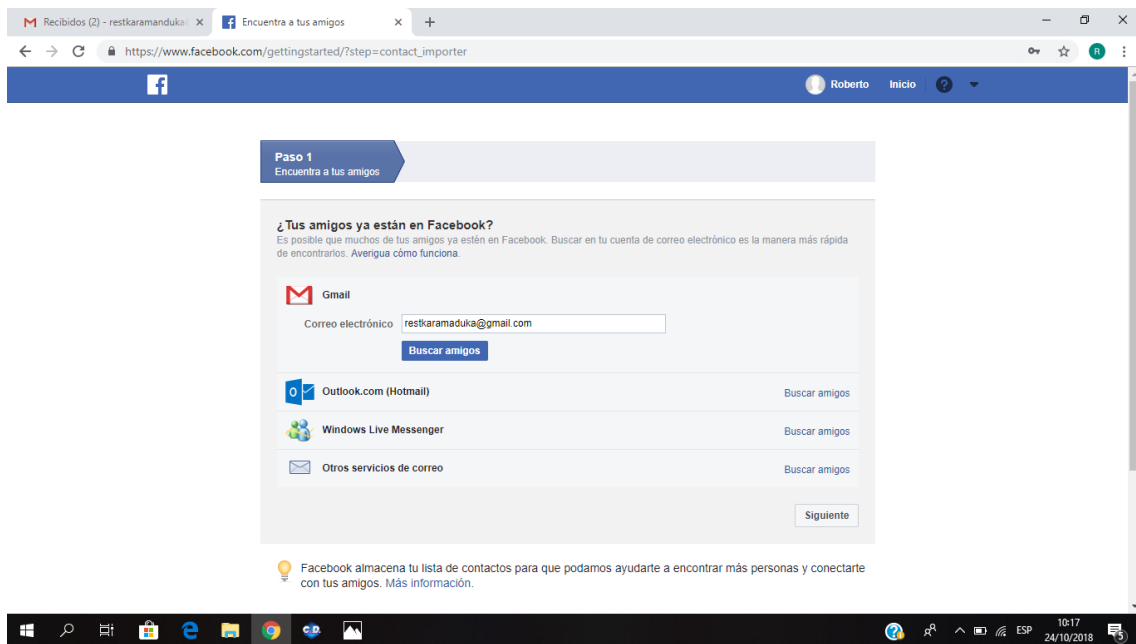 Recibidos (2) - restkaramanduka
Encuentra a tus amigos
https://www.facebook.com/gettingstarted/?step=contact_importer
R
Roberto Inicio ?
Paso 1
Encuentra a tus amigos
¿Tus amigos ya están en Facebook?
Es posible que muchos de tus amigos ya estén en Facebook. Buscar en tu cuenta de correo electrónico es la manera más rápida
de encontrarlos. Averigua cómo funciona.
Gmail
Correo electrónico restkaramaduka@gmail.com
Buscar amigos
Outlook.com (Hotmail) Buscar amigos
Windows Live Messenger Buscar amigos
Otros servicios de correo Buscar amigos
Siguiente
Facebook almacena tu lista de contactos para que podamos ayudarte a encontrar más personas y conectarte
con tus amigos. Más información.
C.D.
ESP
10:17
24/10/2018
5